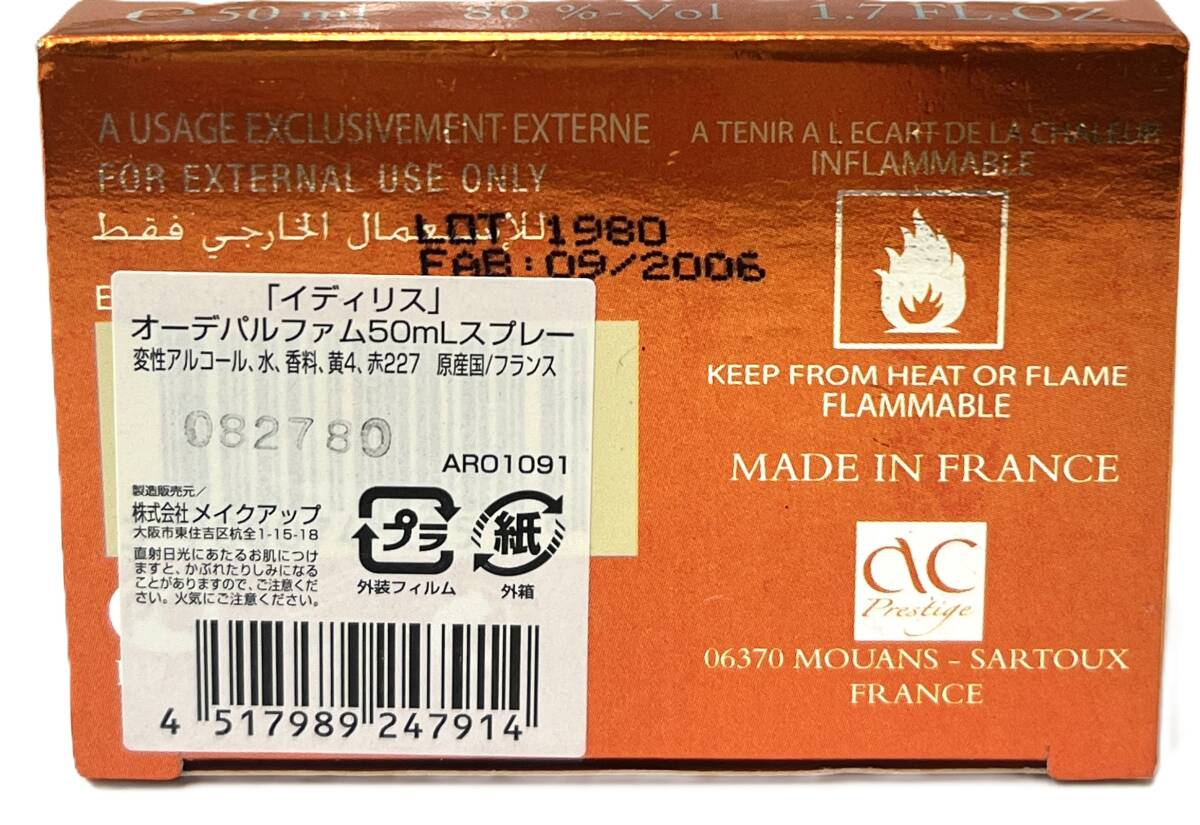 ℮ 50 ml 80 %-Vol 1.7 FL.OZ.
A USAGE EXCLUSIVEMENT EXTERNE
FOR EXTERNAL USE ONLY
للإستعمال الخارجي فقط
LOT 1980
FAB:09/2006
A TENIR A L ECART DE LA CHALEUR
INFLAMMABLE
KEEP FROM HEAT OR FLAME
FLAMMABLE
MADE IN FRANCE
AC
Prestige
06370 MOUANS - SARTOUX
FRANCE
「イディリス」
オーデパルファム50mLスプレー
変性アルコール、水、香料、黄4、赤227 原産国/フランス
082780
ARO1091
製造販売元/
株式会社 メイクアップ
大阪市東住吉区杭全1-15-18
直射日光にあたるお肌につけ
ますと、かぶれたりしみになる
ことがありますので、ご注意くだ
さい。火気にご注意ください。
プラ
外装フィルム
紙
外箱
4 517989 247914